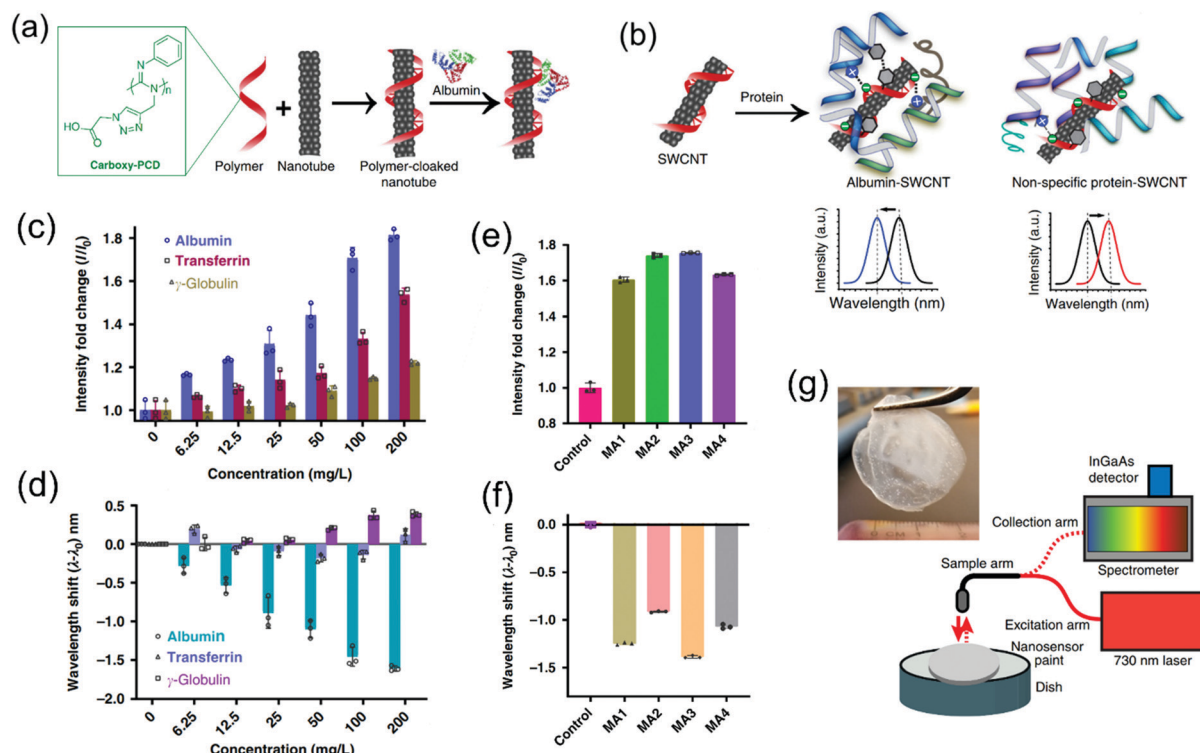 (a)
N
N
n
N
N=N
HO
O
Carboxy-PCD
Polymer
+
Nanotube
Polymer-cloaked
nanotube
Albumin
(b)
SWCNT
Protein
Albumin-SWCNT
Non-specific protein-SWCNT
Intensity (a.u.)
Wavelength (nm)
Intensity (a.u.)
Wavelength (nm)
(c)
Intensity fold change (I/I0)
1.8
1.6
1.4
1.2
1.0
Albumin
Transferrin
γ-Globulin
0
6.25
12.5
25
50
100
200
Concentration (mg/L)
(d)
Wavelength shift (λ-λ0) nm
0.5
0.0
−0.5
−1.0
−1.5
−2.0
Albumin
Transferrin
γ-Globulin
0
6.25
12.5
25
50
100
200
Concentration (mg/L)
(e)
Intensity fold change (I/I0)
1.8
1.6
1.4
1.2
1.0
0.8
Control
MA1
MA2
MA3
MA4
(f)
Wavelength shift (λ-λ0) nm
0.0
−0.5
−1.0
−1.5
Control
MA1
MA2
MA3
MA4
(g)
InGaAs
detector
Collection arm
Spectrometer
Sample arm
Excitation arm
730 nm laser
Nanosensor
paint
Dish